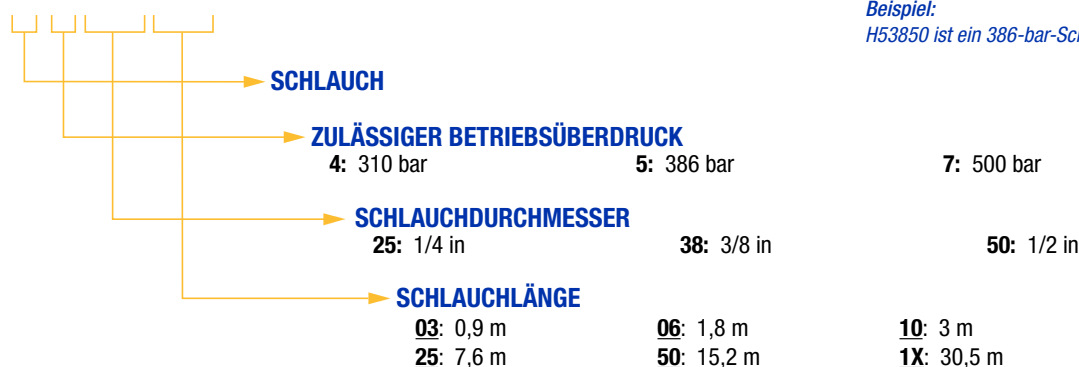 Beispiel:
H53850 ist ein 386-bar-Schl
SCHLAUCH
ZULÄSSIGER BETRIEBSÜBERDRUCK
4: 310 bar 5: 386 bar 7: 500 bar
SCHLAUCHDURCHMESSER
25: 1/4 in 38: 3/8 in 50: 1/2 in
SCHLAUCHLÄNGE
03: 0,9 m 06: 1,8 m 10: 3 m
25: 7,6 m 50: 15,2 m 1X: 30,5 m